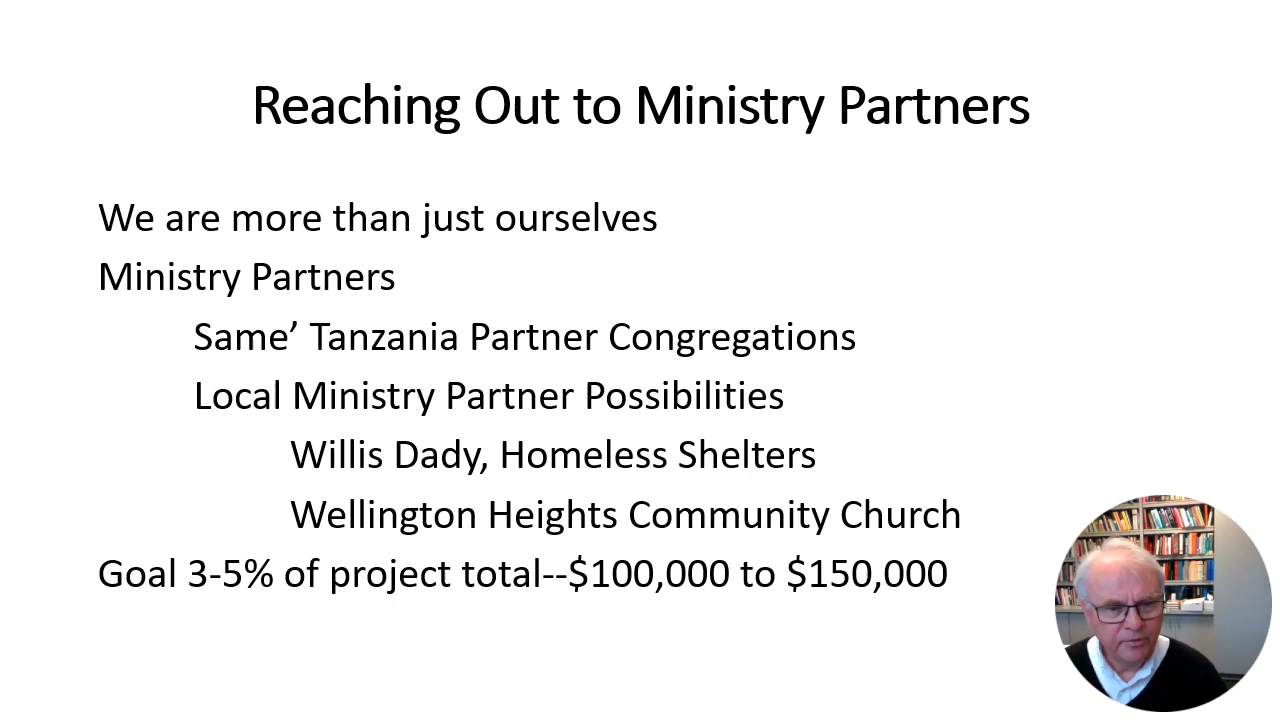 Reaching Out to Ministry Partners
We are more than just ourselves
Ministry Partners
Same’ Tanzania Partner Congregations
Local Ministry Partner Possibilities
Willis Dady, Homeless Shelters
Wellington Heights Community Church
Goal 3-5% of project total--$100,000 to $150,000